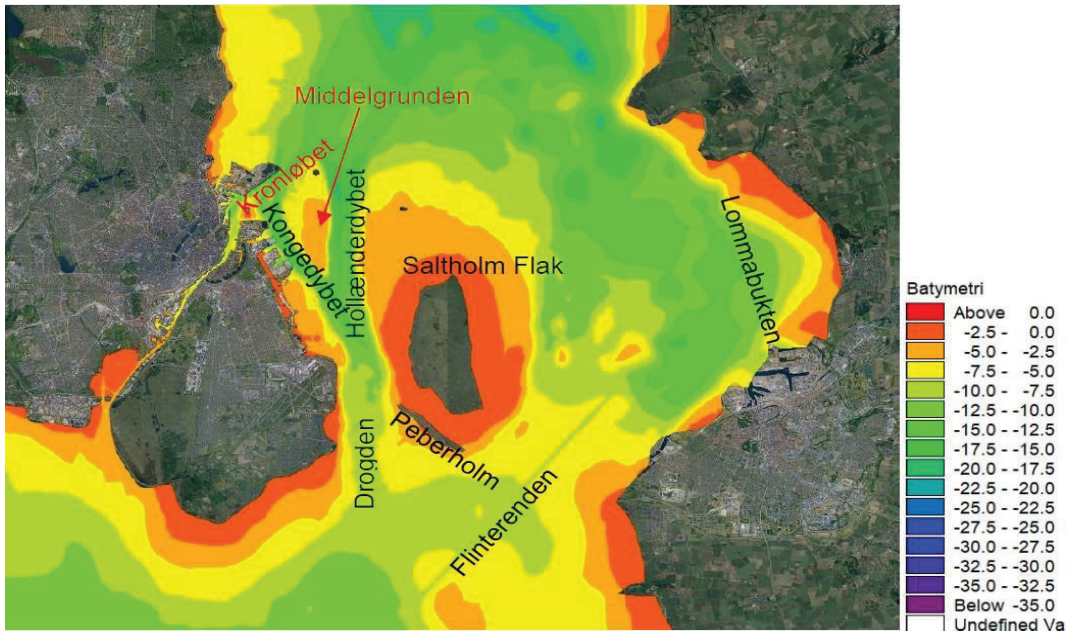 Middelgrunden
Kronløbet
Kongedybet
Hollænderdybet
Saltholm Flak
Lommabukten
Peberholm
Drogden
Flinterenden
Batymetri
Above 0.0
-2.5 - 0.0
-5.0 - -2.5
-7.5 - -5.0
-10.0 - -7.5
-12.5 - -10.0
-15.0 - -12.5
-17.5 - -15.0
-20.0 - -17.5
-22.5 - -20.0
-25.0 - -22.5
-27.5 - -25.0
-30.0 - -27.5
-32.5 - -30.0
-35.0 - -32.5
Below -35.0
Undefined Va